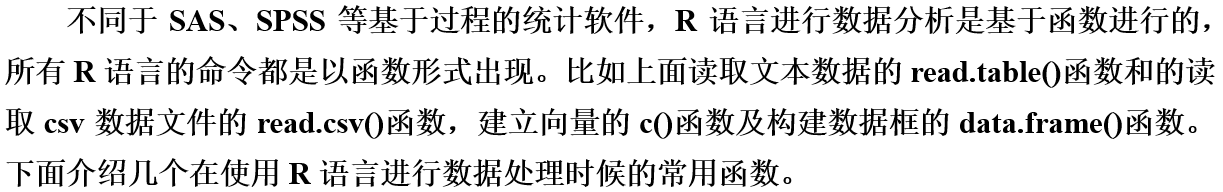 不同于 SAS、SPSS 等基于过程的统计软件，R 语言进行数据分析是基于函数进行的，
所有 R 语言的命令都是以函数形式出现。比如上面读取文本数据的 read.table()函数和的读
取 csv 数据文件的 read.csv()函数，建立向量的 c()函数及构建数据框的 data.frame()函数。
下面介绍几个在使用 R 语言进行数据处理时候的常用函数。